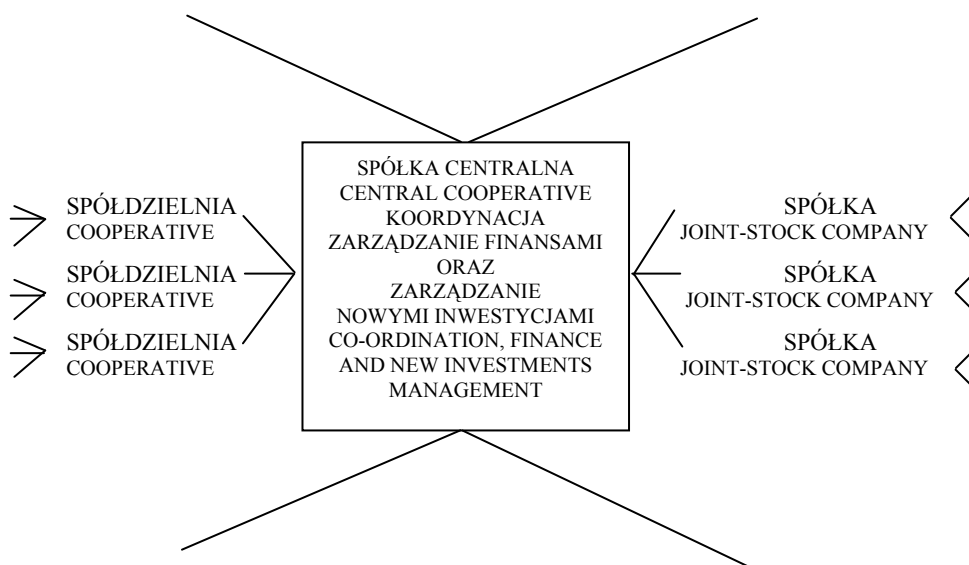 SPÓŁKA CENTRALNA
CENTRAL COOPERATIVE
KOORDYNACJA
ZARZĄDZANIE FINANSAMI
ORAZ
ZARZĄDZANIE
NOWYMI INWESTYCJAMI
CO-ORDINATION, FINANCE
AND NEW INVESTMENTS
MANAGEMENT
SPÓŁDZIELNIA
COOPERATIVE
SPÓŁDZIELNIA
COOPERATIVE
SPÓŁDZIELNIA
COOPERATIVE
SPÓŁKA
JOINT-STOCK COMPANY
SPÓŁKA
JOINT-STOCK COMPANY
SPÓŁKA
JOINT-STOCK COMPANY